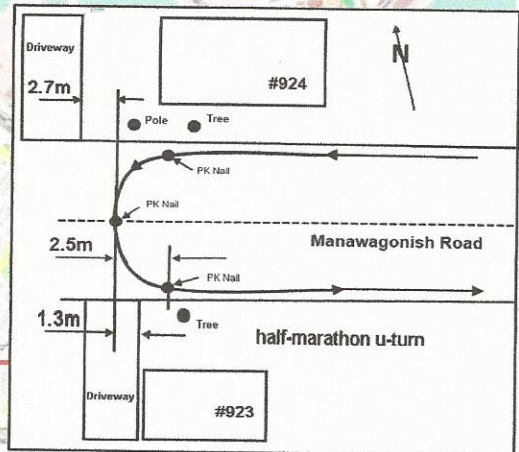 Driveway
N
2.7m
#924
Pole
Tree
PK Nail
PK Nail
Manawagonish Road
2.5m
PK Nail
1.3m
Tree
half-marathon u-turn
Driveway
#923